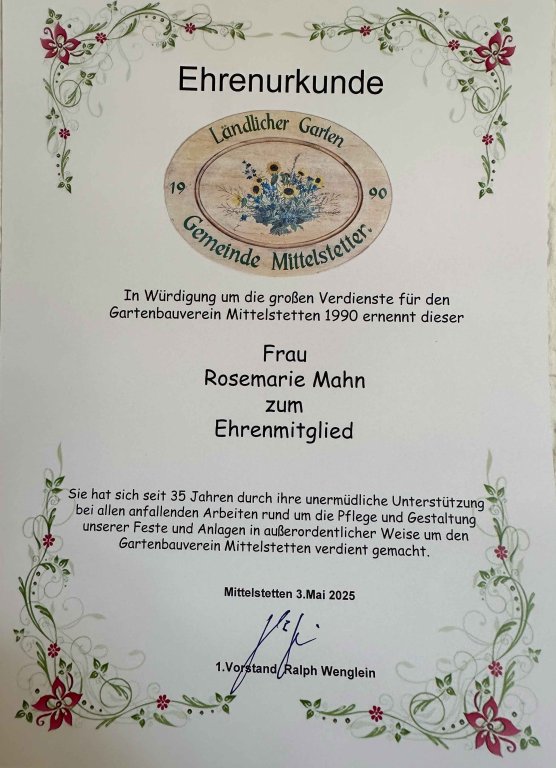 Ehrenurkunde
Ländlicher Garten
19 90
Gemeinde Mittelstetter.
In Würdigung um die großen Verdienste für den
Gartenbauverein Mittelstetten 1990 ernennt dieser
Frau
Rosemarie Mahn
zum
Ehrenmitglied
Sie hat sich seit 35 Jahren durch ihre unermüdliche Unterstützung
bei allen anfallenden Arbeiten rund um die Pflege und Gestaltung
unserer Feste und Anlagen in außerordentlicher Weise um den
Gartenbauverein Mittelstetten verdient gemacht.
Mittelstetten 3.Mai 2025
1.Vorstand Ralph Wenglein